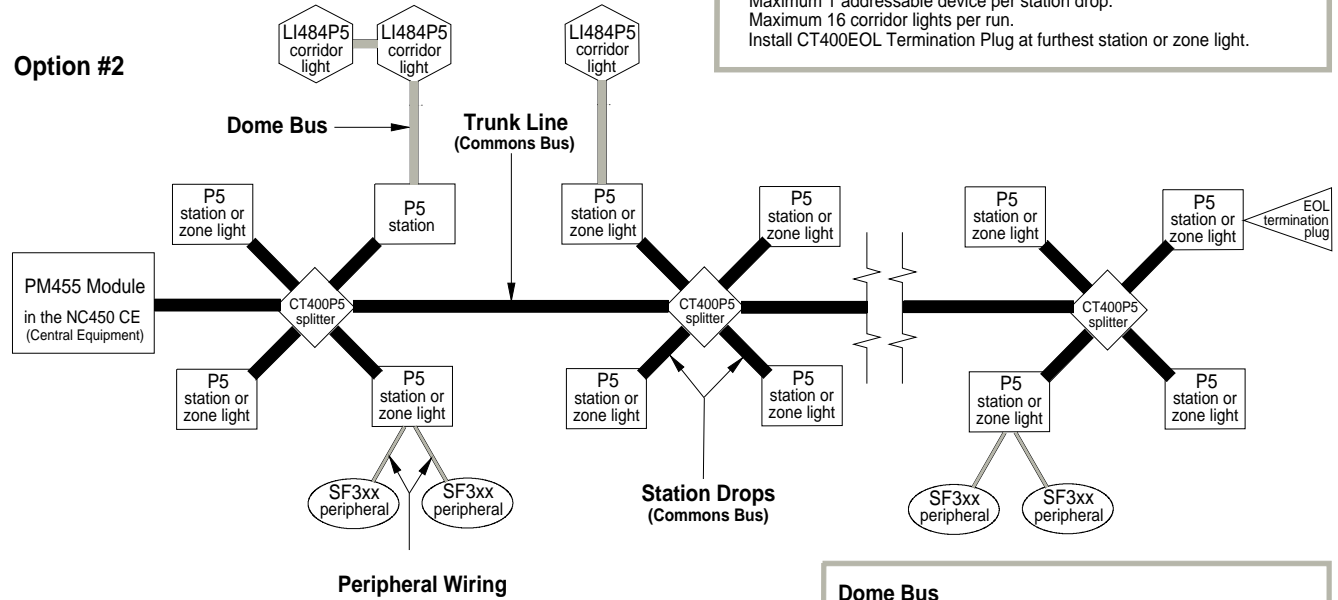 Maximum 1 addressable device per station drop.
Maximum 16 corridor lights per run.
Install CT400EOL Termination Plug at furthest station or zone light.
Option #2
LI484P5
corridor
light
LI484P5
corridor
light
LI484P5
corridor
light
Dome Bus
Trunk Line
(Commons Bus)
P5
station or
zone light
P5
station
P5
station or
zone light
P5
station or
zone light
P5
station or
zone light
P5
station or
zone light
EOL
termination
plug
PM455 Module
in the NC450 CE
(Central Equipment)
CT400P5
splitter
CT400P5
splitter
CT400P5
splitter
P5
station or
zone light
P5
station or
zone light
P5
station or
zone light
P5
station or
zone light
P5
station or
zone light
P5
station or
zone light
SF3xx
peripheral
SF3xx
peripheral
Station Drops
(Commons Bus)
SF3xx
peripheral
SF3xx
peripheral
Peripheral Wiring
Dome Bus